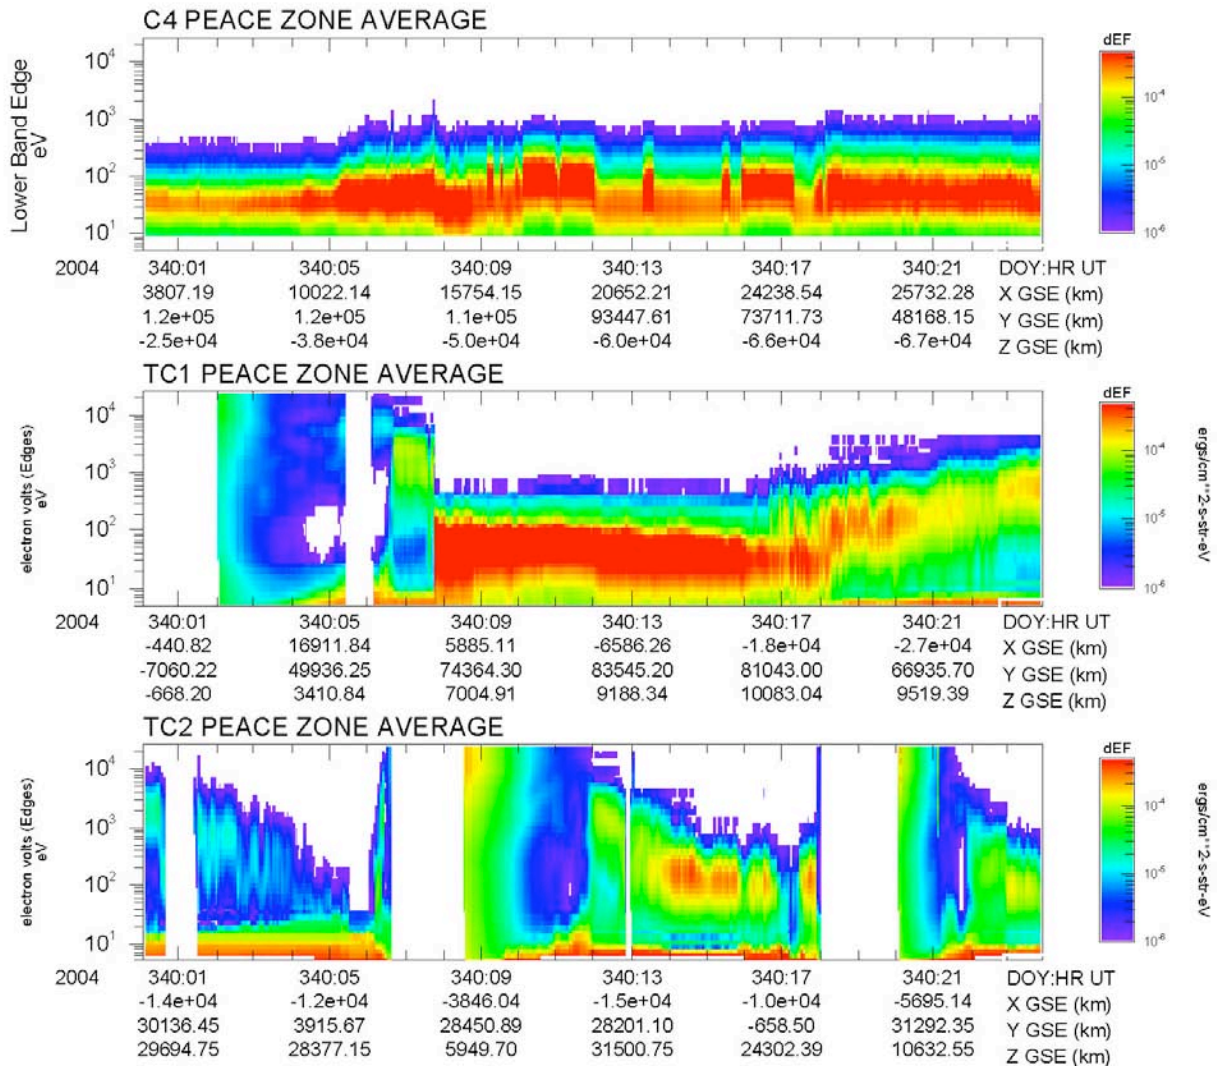 C4 PEACE ZONE AVERAGE
Lower Band Edge
eV
10⁴
10³
10²
10¹
dEF
10⁻⁴
10⁻⁵
10⁻⁶
2004 340:01 340:05 340:09 340:13 340:17 340:21 DOY:HR UT
3807.19 10022.14 15754.15 20652.21 24238.54 25732.28 X GSE (km)
1.2e+05 1.2e+05 1.1e+05 93447.61 73711.73 48168.15 Y GSE (km)
-2.5e+04 -3.8e+04 -5.0e+04 -6.0e+04 -6.6e+04 -6.7e+04 Z GSE (km)
TC1 PEACE ZONE AVERAGE
electron volts (Edges)
eV
10⁴
10³
10²
10¹
dEF
10⁻⁴
10⁻⁵
10⁻⁶
ergs/cm**2-s-str-eV
2004 340:01 340:05 340:09 340:13 340:17 340:21 DOY:HR UT
-440.82 16911.84 5885.11 -6586.26 -1.8e+04 -2.7e+04 X GSE (km)
-7060.22 49936.25 74364.30 83545.20 81043.00 66935.70 Y GSE (km)
-668.20 3410.84 7004.91 9188.34 10083.04 9519.39 Z GSE (km)
TC2 PEACE ZONE AVERAGE
electron volts (Edges)
eV
10⁴
10³
10²
10¹
dEF
10⁻⁴
10⁻⁵
10⁻⁶
ergs/cm**2-s-str-eV
2004 340:01 340:05 340:09 340:13 340:17 340:21 DOY:HR UT
-1.4e+04 -1.2e+04 -3846.04 -1.5e+04 -1.0e+04 -5695.14 X GSE (km)
30136.45 3915.67 28450.89 28201.10 -658.50 31292.35 Y GSE (km)
29694.75 28377.15 5949.70 31500.75 24302.39 10632.55 Z GSE (km)